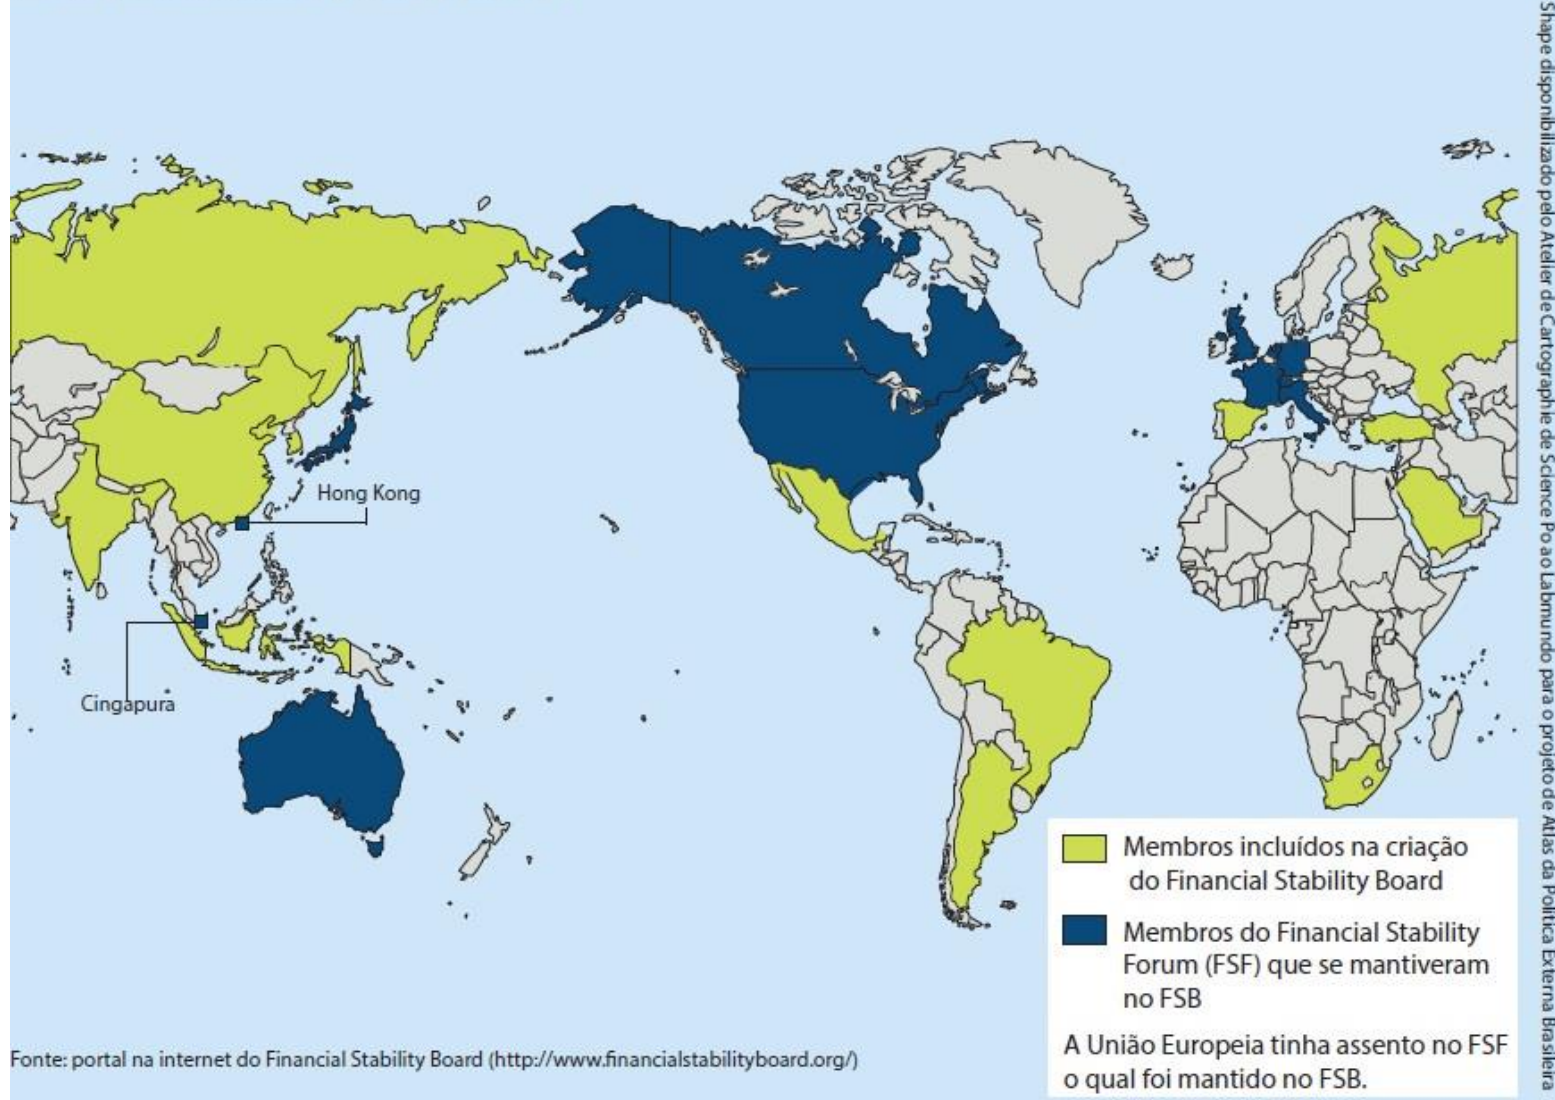 Hong Kong
Cingapura
Membros incluídos na criação
do Financial Stability Board
Membros do Financial Stability
Forum (FSF) que se mantiveram
no FSB
A União Europeia tinha assento no FSF
o qual foi mantido no FSB.
Fonte: portal na internet do Financial Stability Board (http://www.financialstabilityboard.org/)
Shape disponibilizado pelo Atelier de Cartographie de Science Po ao Labmundo para o projeto de Atlas da Política Externa Brasileira